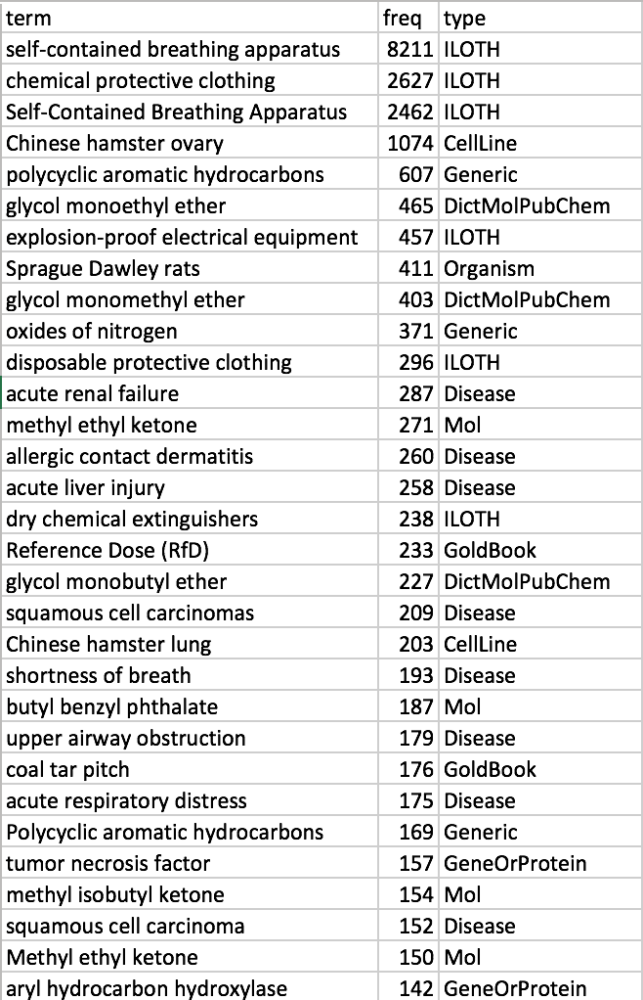 term freq type
self-contained breathing apparatus 8211 ILOTH
chemical protective clothing 2627 ILOTH
Self-Contained Breathing Apparatus 2462 ILOTH
Chinese hamster ovary 1074 CellLine
polycyclic aromatic hydrocarbons 607 Generic
glycol monoethyl ether 465 DictMolPubChem
explosion-proof electrical equipment 457 ILOTH
Sprague Dawley rats 411 Organism
glycol monomethyl ether 403 DictMolPubChem
oxides of nitrogen 371 Generic
disposable protective clothing 296 ILOTH
acute renal failure 287 Disease
methyl ethyl ketone 271 Mol
allergic contact dermatitis 260 Disease
acute liver injury 258 Disease
dry chemical extinguishers 238 ILOTH
Reference Dose (RfD) 233 GoldBook
glycol monobutyl ether 227 DictMolPubChem
squamous cell carcinomas 209 Disease
Chinese hamster lung 203 CellLine
shortness of breath 193 Disease
butyl benzyl phthalate 187 Mol
upper airway obstruction 179 Disease
coal tar pitch 176 GoldBook
acute respiratory distress 175 Disease
Polycyclic aromatic hydrocarbons 169 Generic
tumor necrosis factor 157 GeneOrProtein
methyl isobutyl ketone 154 Mol
squamous cell carcinoma 152 Disease
Methyl ethyl ketone 150 Mol
aryl hydrocarbon hydroxylase 142 GeneOrProtein